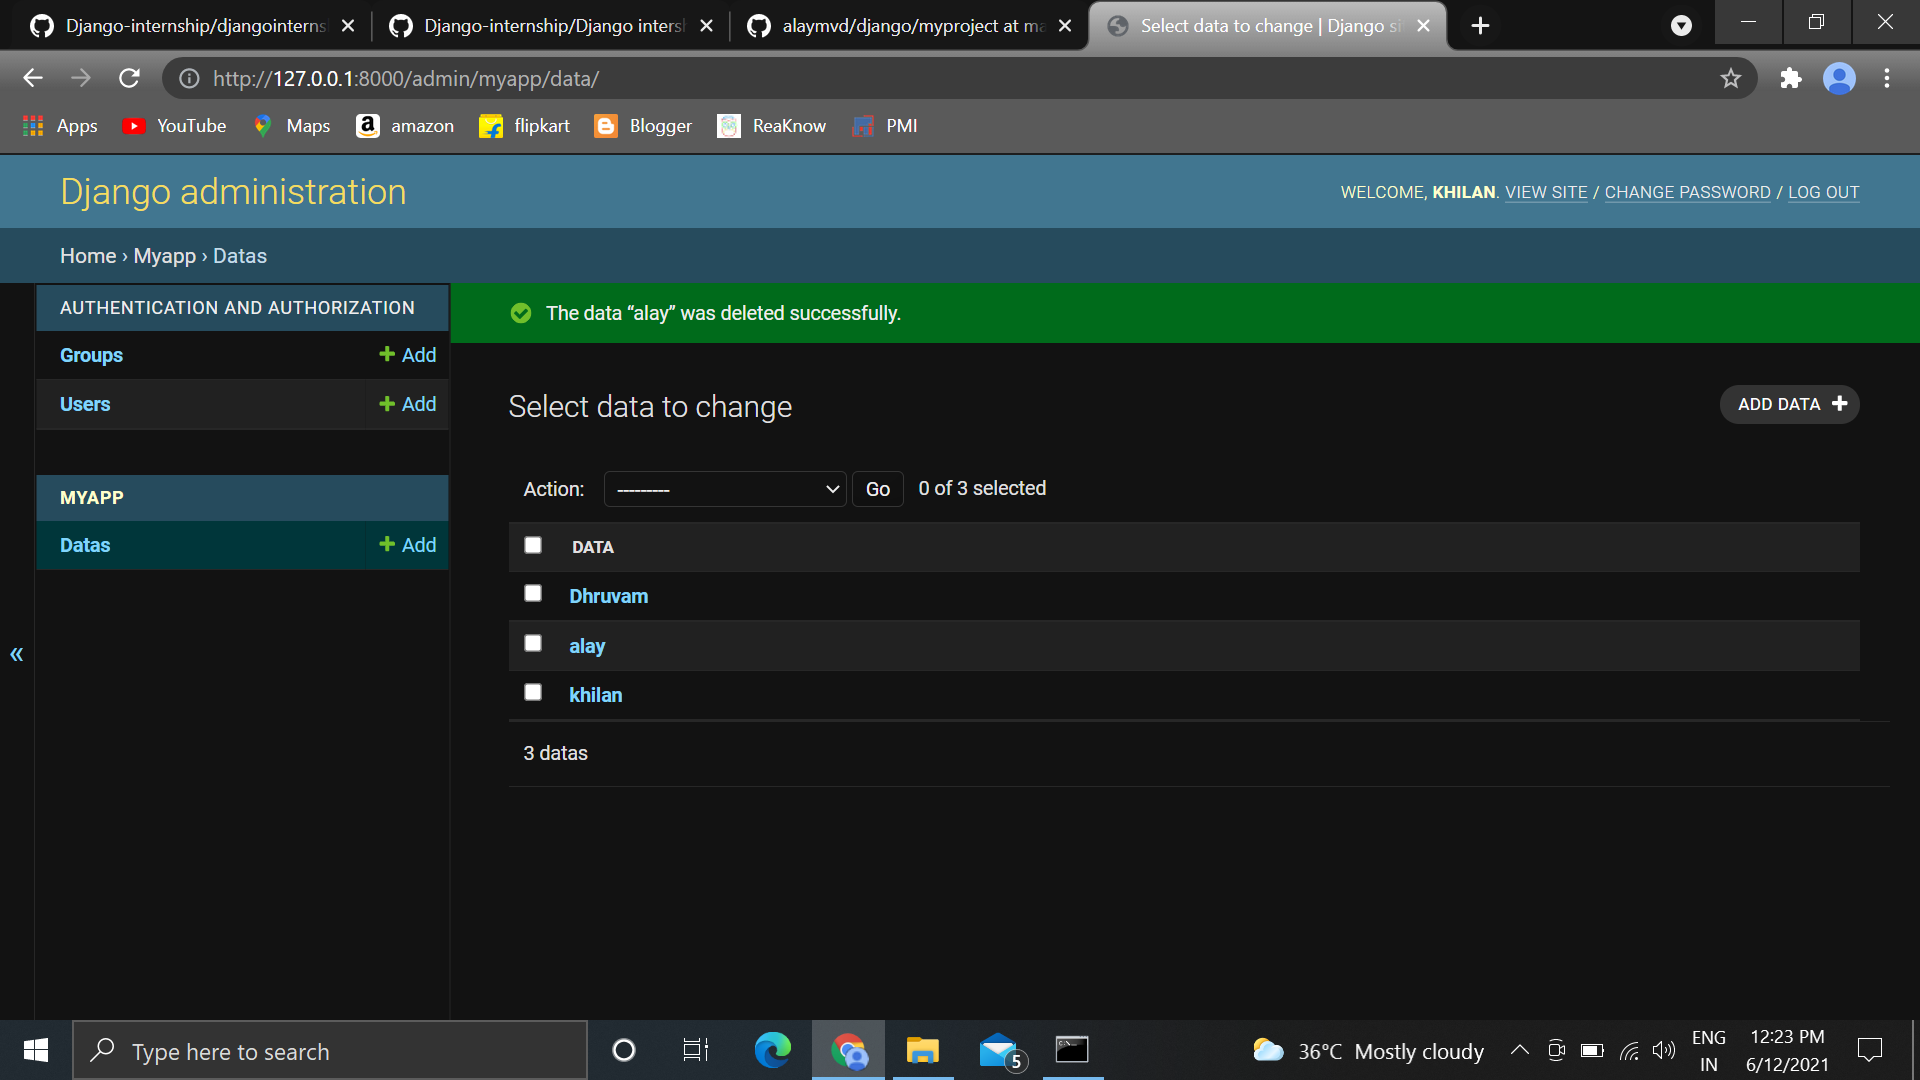 Django-internship/djangointerns
Django-internship/Django inters
alaymvd/django/myproject at ma
Select data to change | Django si
http://127.0.0.1:8000/admin/myapp/data/
Apps
YouTube
Maps
amazon
flipkart
Blogger
ReaKnow
PMI
Django administration
WELCOME, KHILAN. VIEW SITE / CHANGE PASSWORD / LOG OUT
Home › Myapp › Datas
AUTHENTICATION AND AUTHORIZATION
Groups
+ Add
Users
+ Add
MYAPP
Datas
+ Add
«
The data “alay” was deleted successfully.
Select data to change
ADD DATA +
Action:
---------
Go
0 of 3 selected
DATA
Dhruvam
alay
khilan
3 datas
Type here to search
5
36°C Mostly cloudy
ENG
IN
12:23 PM
6/12/2021